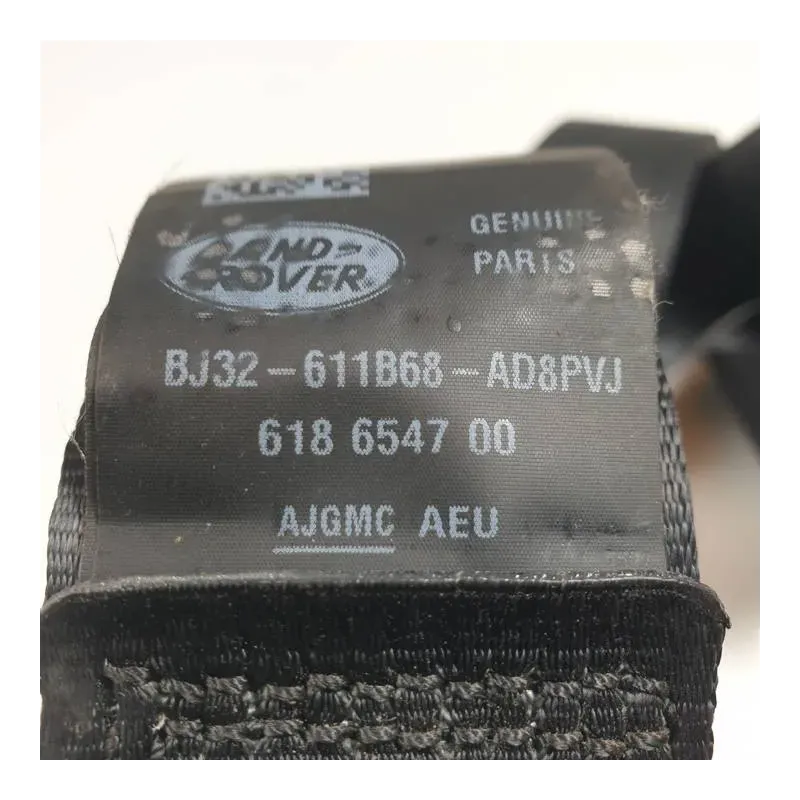 LAND-
ROVER
GENUINE
PARTS
BJ32-611B68-AD8PVJ
618 6547 00
AJGMC AEU